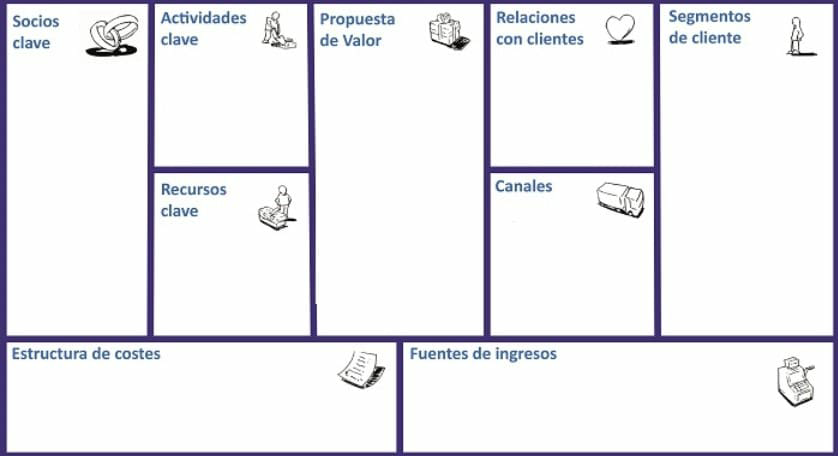 Socios
clave
Actividades
clave
Propuesta
de Valor
Relaciones
con clientes
Segmentos
de cliente
Recursos
clave
Canales
Estructura de costes
Fuentes de ingresos